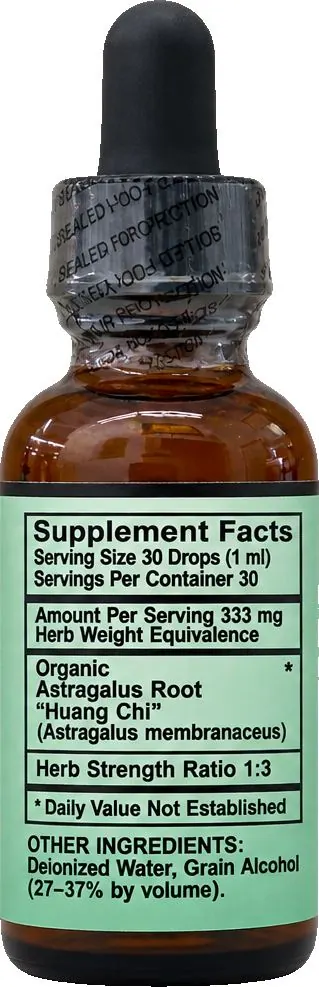 Supplement Facts
Serving Size 30 Drops (1 ml)
Servings Per Container 30
Amount Per Serving 333 mg
Herb Weight Equivalence
Organic *
Astragalus Root
“Huang Chi”
(Astragalus membranaceus)
Herb Strength Ratio 1:3
* Daily Value Not Established
OTHER INGREDIENTS:
Deionized Water, Grain Alcohol
(27–37% by volume).